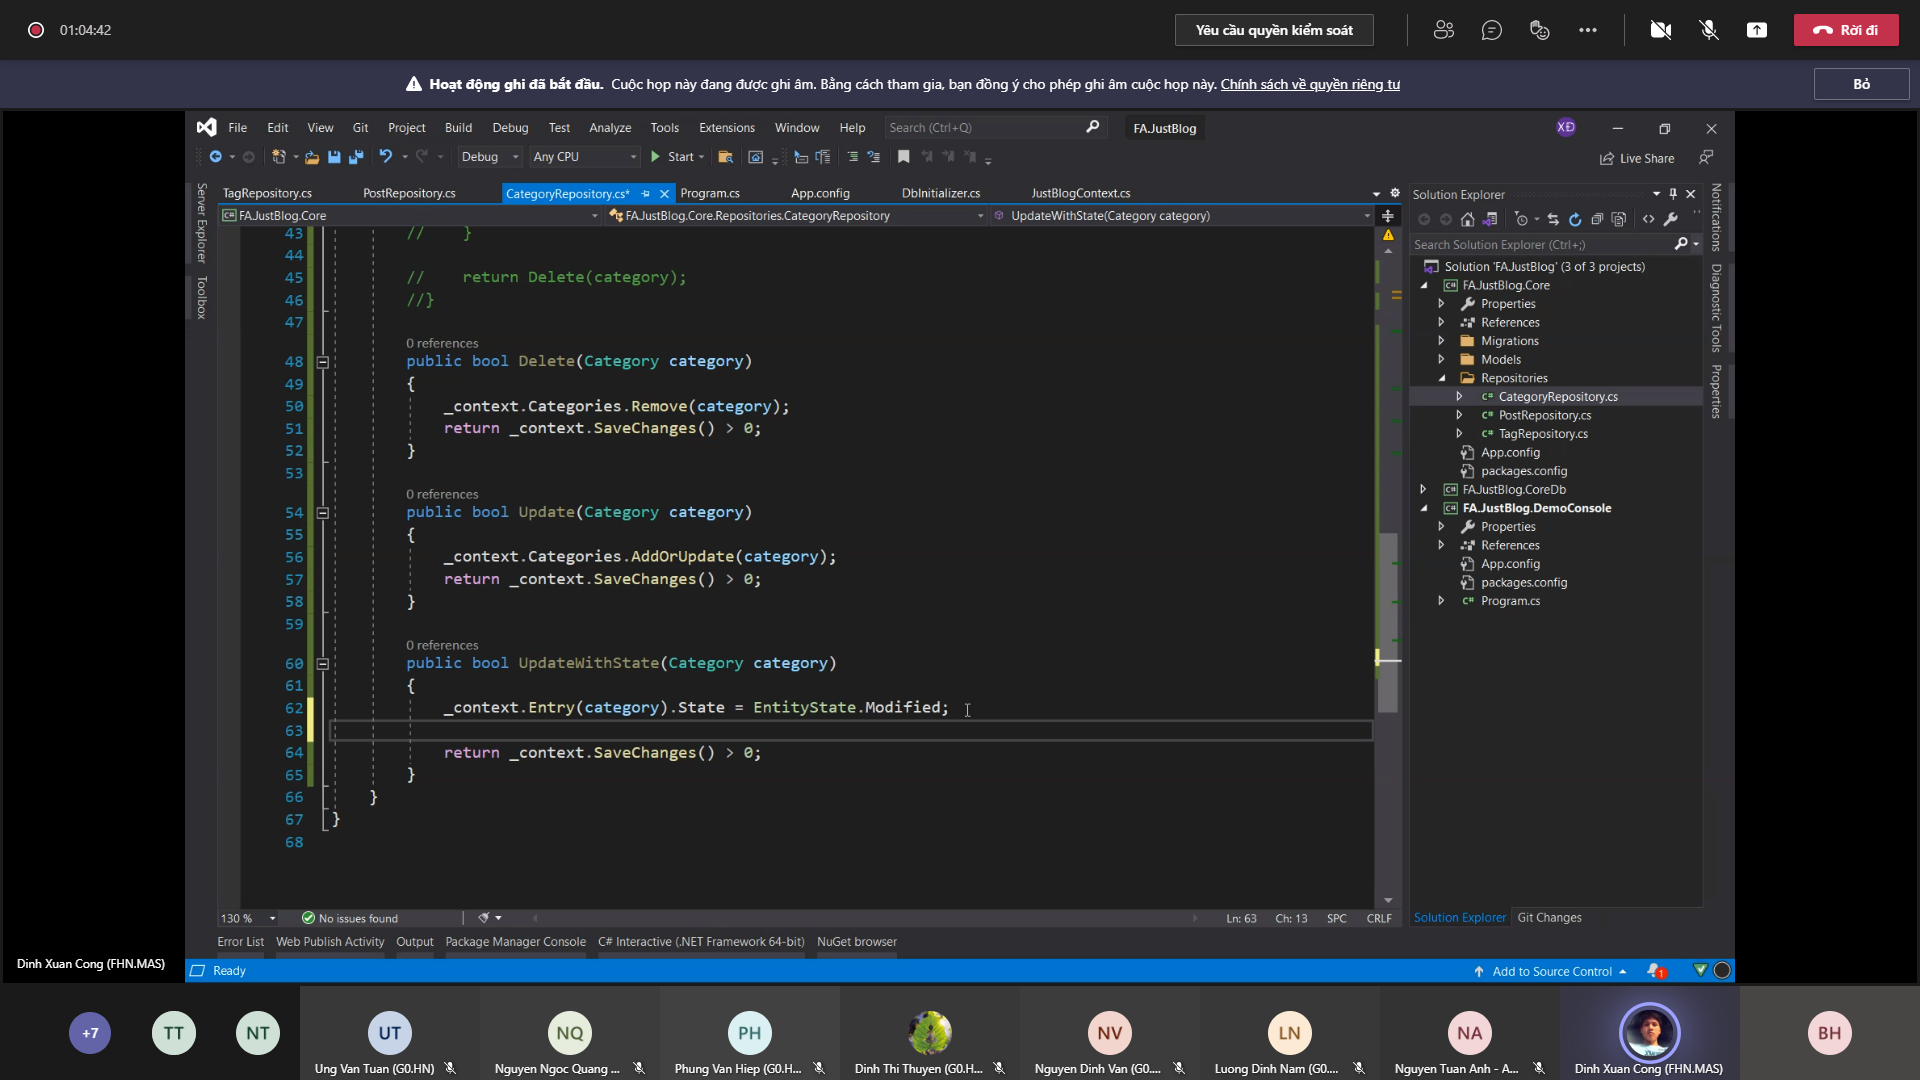 01:04:42
Yêu cầu quyền kiểm soát
Rời đi
Hoạt động ghi đã bắt đầu. Cuộc họp này đang được ghi âm. Bằng cách tham gia, bạn đồng ý cho phép ghi âm cuộc họp này. Chính sách về quyền riêng tư
Bỏ
File Edit View Git Project Build Debug Test Analyze Tools Extensions Window Help Search (Ctrl+Q) FA.JustBlog XĐ
Debug Any CPU Start Live Share
Server Explorer
Toolbox
TagRepository.cs PostRepository.cs CategoryRepository.cs* Program.cs App.config DbInitializer.cs JustBlogContext.cs
FA.JustBlog.Core FA.JustBlog.Core.Repositories.CategoryRepository UpdateWithState(Category category)
43 // }
44
45 // return Delete(category);
46 //}
47
0 references
48 public bool Delete(Category category)
49 {
50 _context.Categories.Remove(category);
51 return _context.SaveChanges() > 0;
52 }
53
0 references
54 public bool Update(Category category)
55 {
56 _context.Categories.AddOrUpdate(category);
57 return _context.SaveChanges() > 0;
58 }
59
0 references
60 public bool UpdateWithState(Category category)
61 {
62 _context.Entry(category).State = EntityState.Modified;
63
64 return _context.SaveChanges() > 0;
65 }
66 }
67 }
68
130 % No issues found Ln: 63 Ch: 13 SPC CRLF
Solution Explorer
Search Solution Explorer (Ctrl+;)
Solution 'FAJustBlog' (3 of 3 projects)
FA.JustBlog.Core
Properties
References
Migrations
Models
Repositories
CategoryRepository.cs
PostRepository.cs
TagRepository.cs
App.config
packages.config
FA.JustBlog.CoreDb
FA.JustBlog.DemoConsole
Properties
References
App.config
packages.config
Program.cs
Solution Explorer Git Changes
Notifications
Diagnostic Tools
Properties
Error List Web Publish Activity Output Package Manager Console C# Interactive (.NET Framework 64-bit) NuGet browser
Ready Add to Source Control 1
Dinh Xuan Cong (FHN.MAS)
+7
TT
NT
UT
Ung Van Tuan (G0.HN)
NQ
Nguyen Ngoc Quang ...
PH
Phung Van Hiep (G0.H...
Dinh Thi Thuyen (G0.H...
NV
Nguyen Dinh Van (G0....
LN
Luong Dinh Nam (G0....
NA
Nguyen Tuan Anh - A...
Dinh Xuan Cong (FHN.MAS)
BH